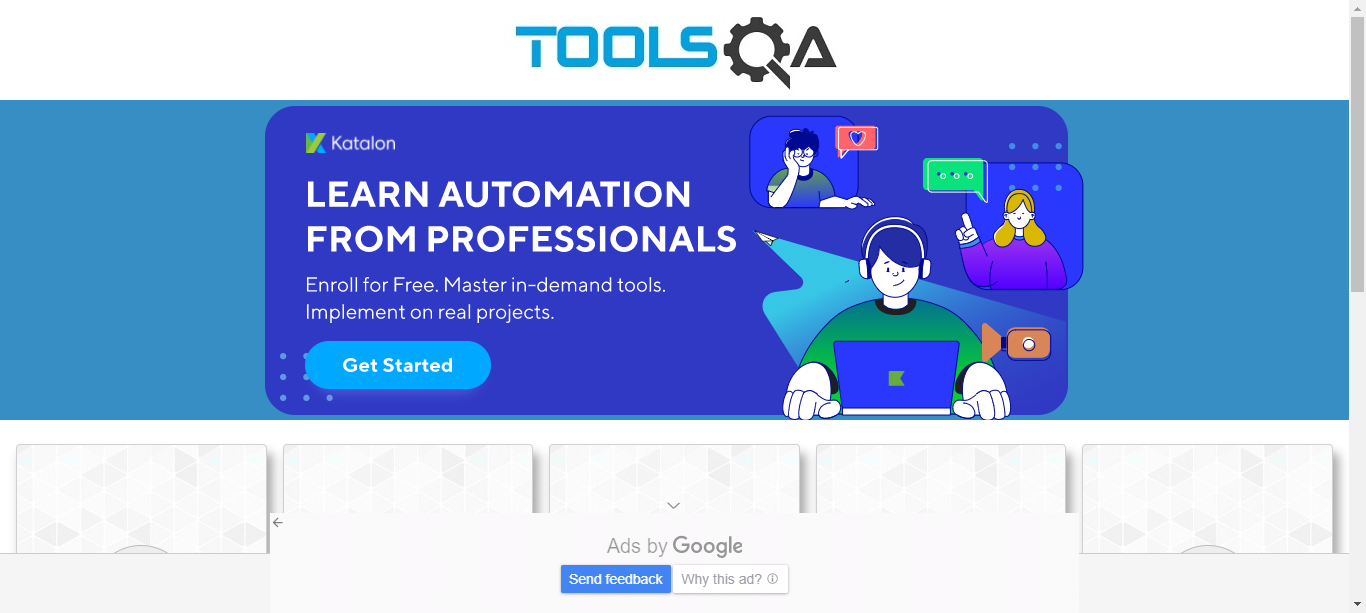 TOOLSQA
Katalon
LEARN AUTOMATION
FROM PROFESSIONALS
Enroll for Free. Master in-demand tools.
Implement on real projects.
Get Started
Ads by Google
Send feedback
Why this ad?